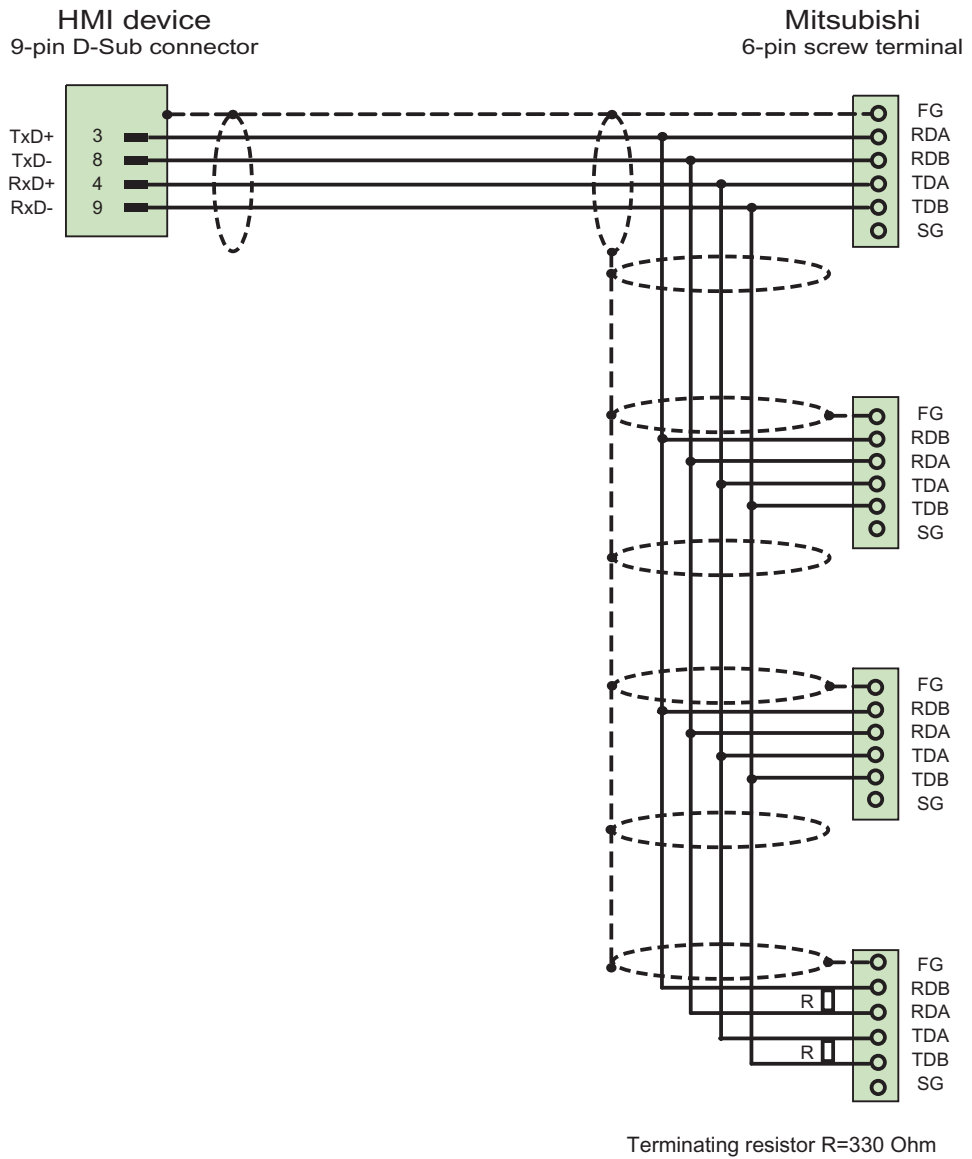 HMI device
9-pin D-Sub connector
Mitsubishi
6-pin screw terminal
TxD+ 3
TxD- 8
RxD+ 4
RxD- 9
FG
RDA
RDB
TDA
TDB
SG
FG
RDB
RDA
TDA
TDB
SG
FG
RDB
RDA
TDA
TDB
SG
FG
RDB
R
RDA
TDA
R
TDB
SG
Terminating resistor R=330 Ohm